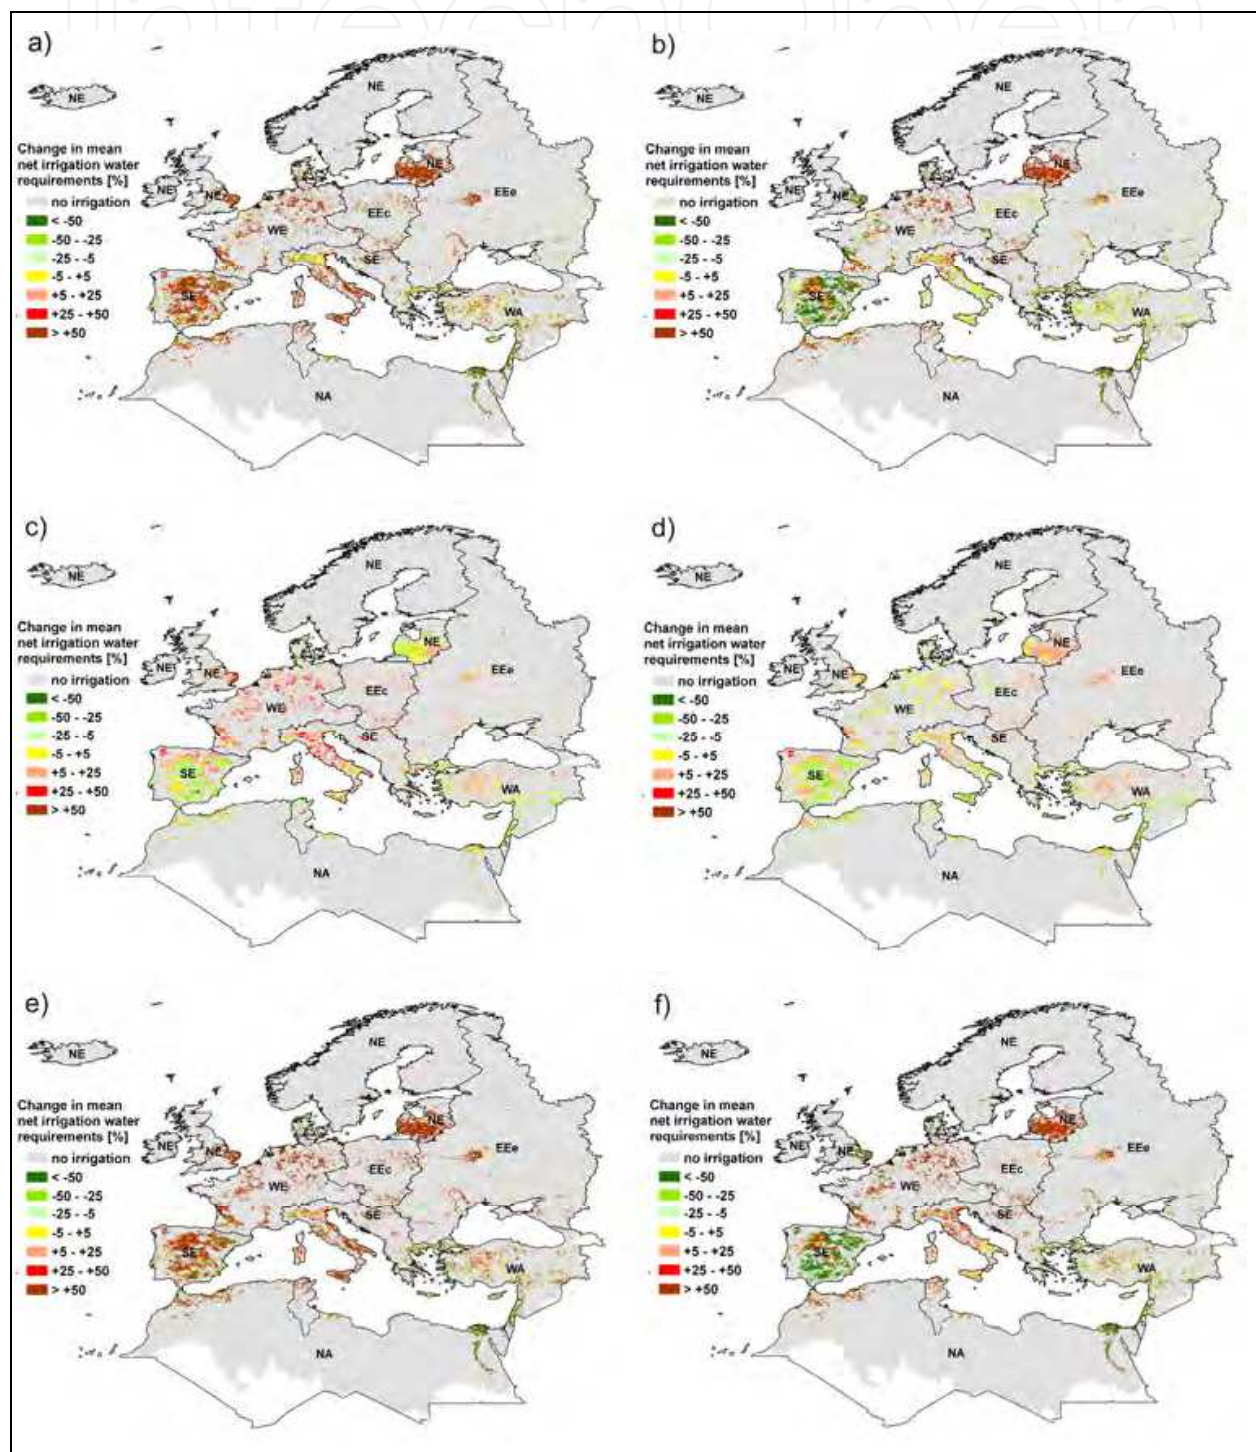 a)
NE
NE
Change in mean
net irrigation water
requirements [%]
no irrigation
< -50
-50 - -25
-25 - -5
-5 - +5
+5 - +25
+25 - +50
> +50
NE
NE
NE
EEe
EEc
WE
SE
SE
WA
NA
b)
NE
NE
Change in mean
net irrigation water
requirements [%]
no irrigation
< -50
-50 - -25
-25 - -5
-5 - +5
+5 - +25
+25 - +50
> +50
NE
NE
NE
EEe
EEc
WE
SE
SE
WA
NA
c)
NE
NE
Change in mean
net irrigation water
requirements [%]
no irrigation
< -50
-50 - -25
-25 - -5
-5 - +5
+5 - +25
+25 - +50
> +50
NE
NE
NE
EEe
EEc
WE
SE
SE
WA
NA
d)
NE
NE
Change in mean
net irrigation water
requirements [%]
no irrigation
< -50
-50 - -25
-25 - -5
-5 - +5
+5 - +25
+25 - +50
> +50
NE
NE
NE
EEe
EEc
WE
SE
SE
WA
NA
e)
NE
NE
Change in mean
net irrigation water
requirements [%]
no irrigation
< -50
-50 - -25
-25 - -5
-5 - +5
+5 - +25
+25 - +50
> +50
NE
NE
NE
EEe
EEc
WE
SE
SE
WA
NA
f)
NE
NE
Change in mean
net irrigation water
requirements [%]
no irrigation
< -50
-50 - -25
-25 - -5
-5 - +5
+5 - +25
+25 - +50
> +50
NE
NE
NE
EEe
EEc
WE
SE
SE
WA
NA